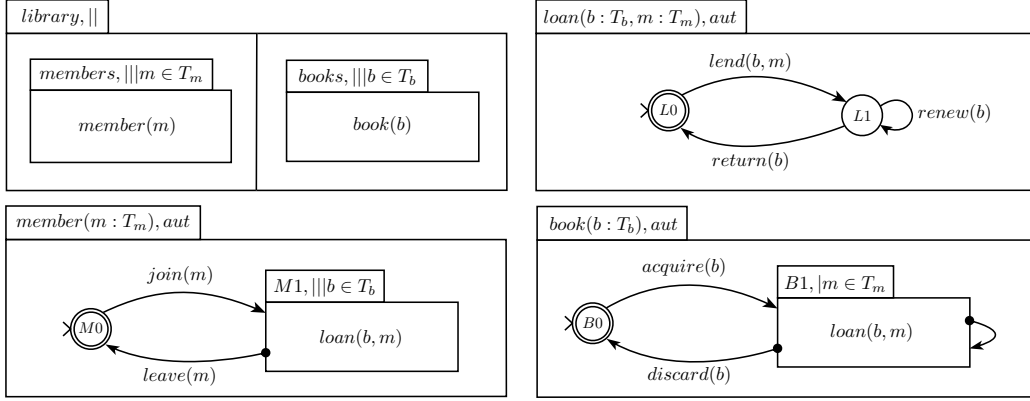 library, ||
members, |||m ∈ T_m
member(m)
books, |||b ∈ T_b
book(b)
loan(b : T_b, m : T_m), aut
lend(b, m)
L0
L1
renew(b)
return(b)
member(m : T_m), aut
join(m)
M0
M1, |||b ∈ T_b
loan(b, m)
leave(m)
book(b : T_b), aut
acquire(b)
B0
B1, |m ∈ T_m
loan(b, m)
discard(b)